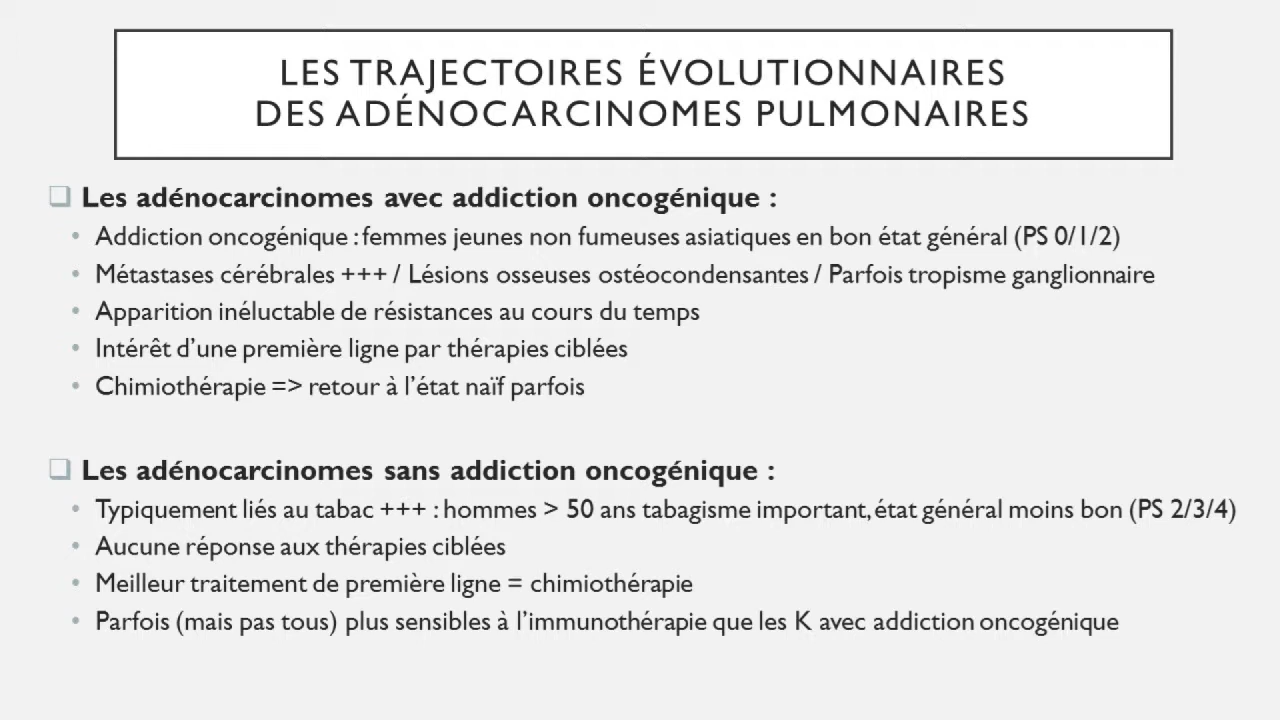 LES TRAJECTOIRES ÉVOLUTIONNAIRES
DES ADÉNOCARCINOMES PULMONAIRES
❑ Les adénocarcinomes avec addiction oncogénique :
• Addiction oncogénique : femmes jeunes non fumeuses asiatiques en bon état général (PS 0/1/2)
• Métastases cérébrales +++ / Lésions osseuses ostéocondensantes / Parfois tropisme ganglionnaire
• Apparition inéluctable de résistances au cours du temps
• Intérêt d’une première ligne par thérapies ciblées
• Chimiothérapie => retour à l’état naïf parfois
❑ Les adénocarcinomes sans addiction oncogénique :
• Typiquement liés au tabac +++ : hommes > 50 ans tabagisme important, état général moins bon (PS 2/3/4)
• Aucune réponse aux thérapies ciblées
• Meilleur traitement de première ligne = chimiothérapie
• Parfois (mais pas tous) plus sensibles à l’immunothérapie que les K avec addiction oncogénique